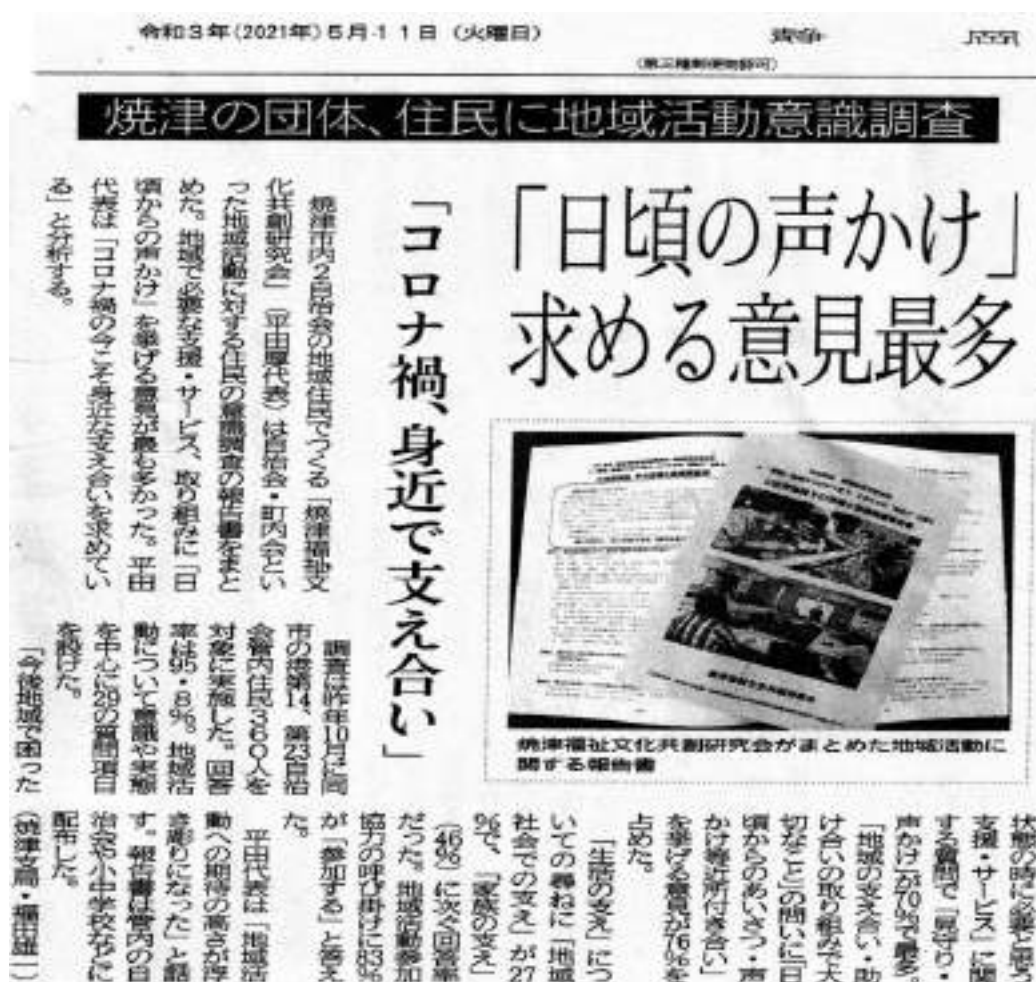 令和3年(2021年)5月11日(火曜日)
静
岡
(第三種郵便物認可)
焼津の団体、住民に地域活動意識調査
「日頃の声かけ」
求める意見最多
「コロナ禍、身近で支え合い」
焼津市内2自治会の地域住民でつくる「焼津福祉文
化共創研究会」(平田厚代表)は自治会・町内会とい
った地域活動に対する住民の意識調査の報告書をまと
めた。地域で必要な支援・サービス、取り組みに「日
頃からの声かけ」を挙げる意見が最も多かった。平田
代表は「コロナ禍の今こそ身近な支え合いを求めてい
る」と分析する。
焼津福祉文化共創研究会がまとめた地域活動に
関する報告書
調査は昨年10月に同
市の港第14、第23自治
会管内住民360人を
対象に実施した。回答
率は95・8%。地域活
動について意識や実態
を中心に29の質問項目
を設けた。
「今後地域で困った
状態の時に必要と思う
支援・サービス」に関
する質問で「見守り・
声かけ」が70%で最多。
「地域の支え合い・助
け合いの取り組みで大
切なこと」の問いに「日
頃からのあいさつ・声
かけ等近所付き合い」
を挙げる意見が76%を
占めた。
「生活の支え」につ
いての尋ねに「地域
社会での支え」が27
%で、「家族の支え」
(46%)に次ぐ回答率
だった。地域活動参加
協力の呼び掛けに83%
が「参加する」と答え
た。
平田代表は「地域活
動への期待の高さが浮
き彫りになった」と話
す。報告書は管内の自
治会や小中学校などに
配布した。
(焼津支局・福田雄一)